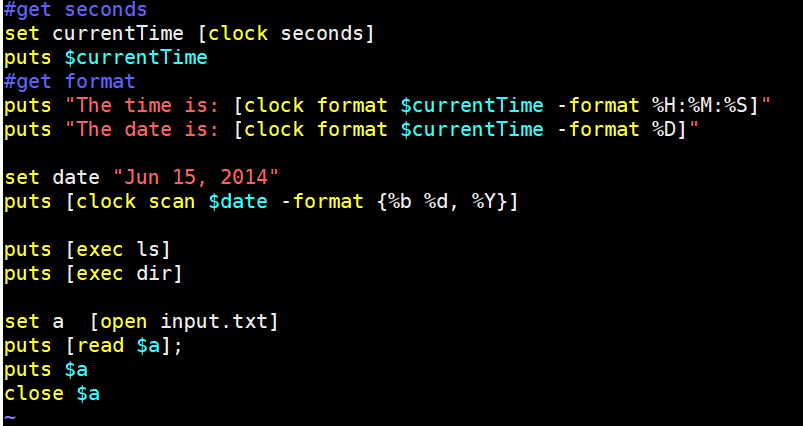 #get seconds
set currentTime [clock seconds]
puts $currentTime
#get format
puts "The time is: [clock format $currentTime -format %H:%M:%S]"
puts "The date is: [clock format $currentTime -format %D]"
set date "Jun 15, 2014"
puts [clock scan $date -format {%b %d, %Y}]
puts [exec ls]
puts [exec dir]
set a  [open input.txt]
puts [read $a];
puts $a
close $a
~